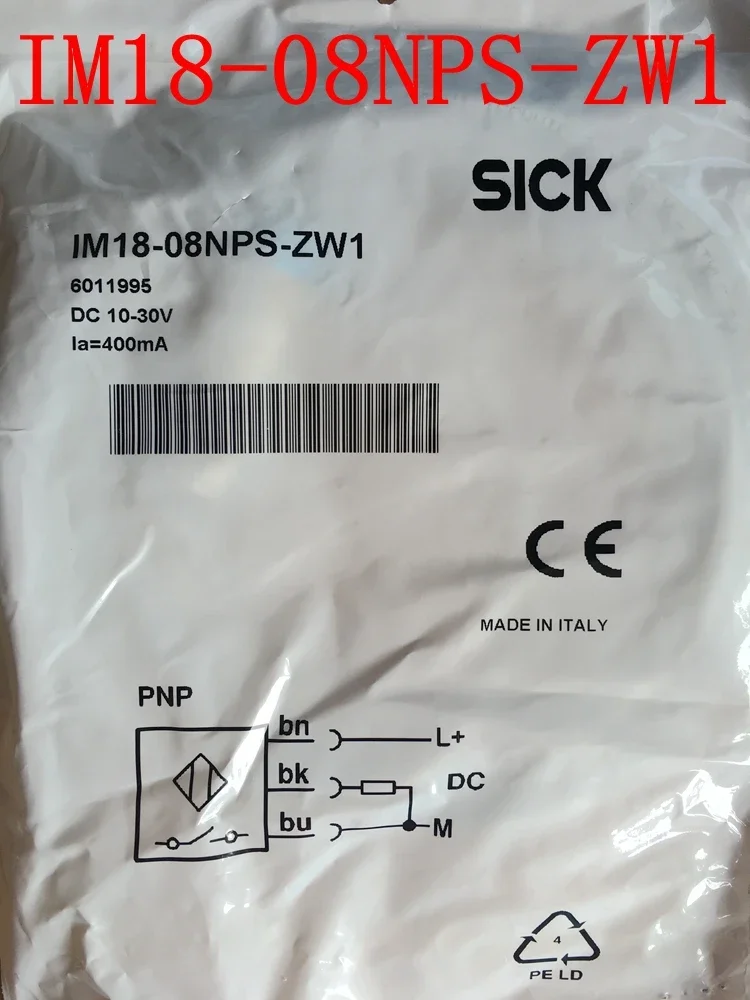 IM18-08NPS-ZW1
SICK
IM18-08NPS-ZW1
6011995
DC 10-30V
Ia=400mA
CE
MADE IN ITALY
PNP
bn
L+
bk
DC
bu
M
4
PE LD